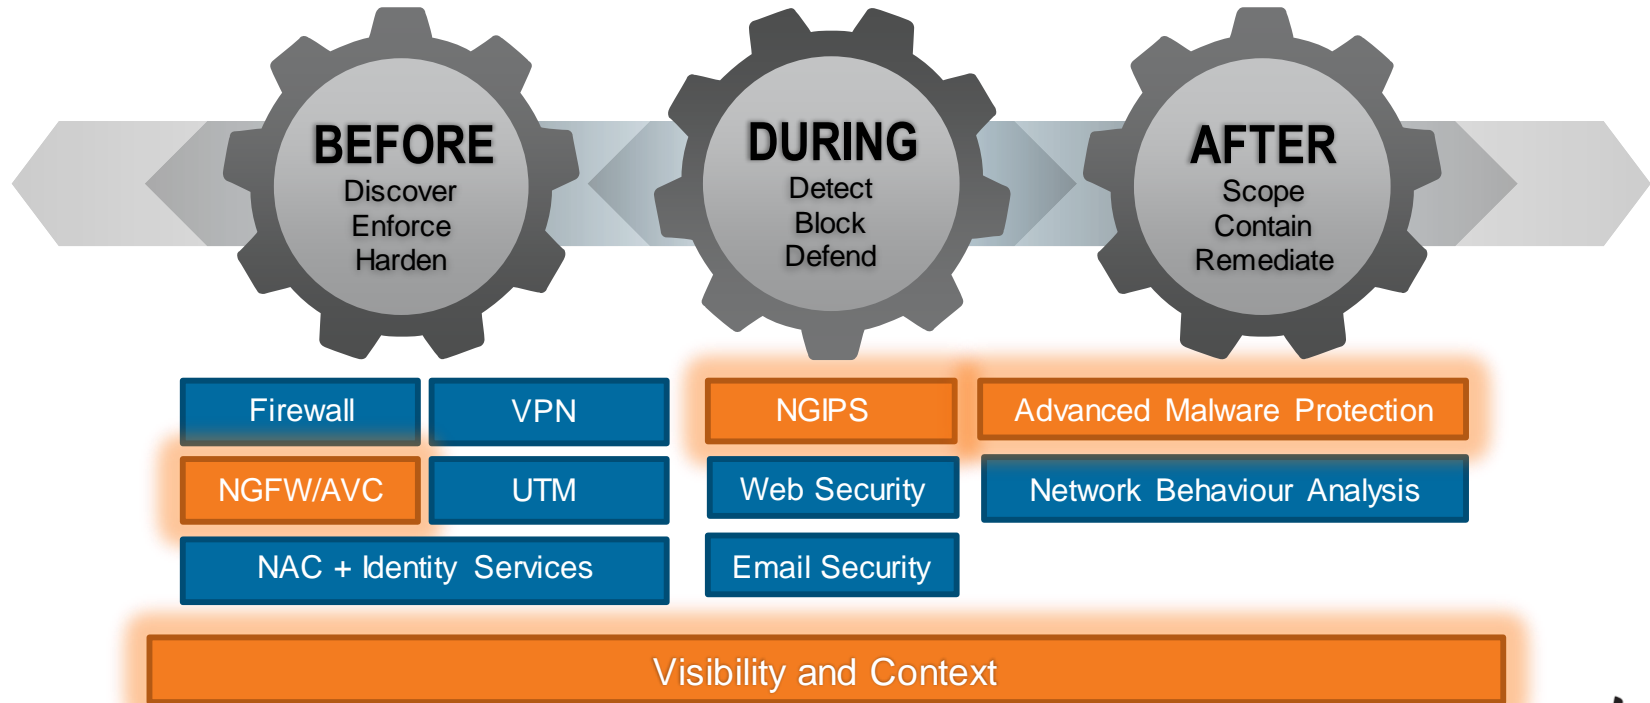 BEFORE
Discover
Enforce
Harden
DURING
Detect
Block
Defend
AFTER
Scope
Contain
Remediate
Firewall
VPN
NGIPS
Advanced Malware Protection
NGFW/AVC
UTM
Web Security
Network Behaviour Analysis
NAC + Identity Services
Email Security
Visibility and Context